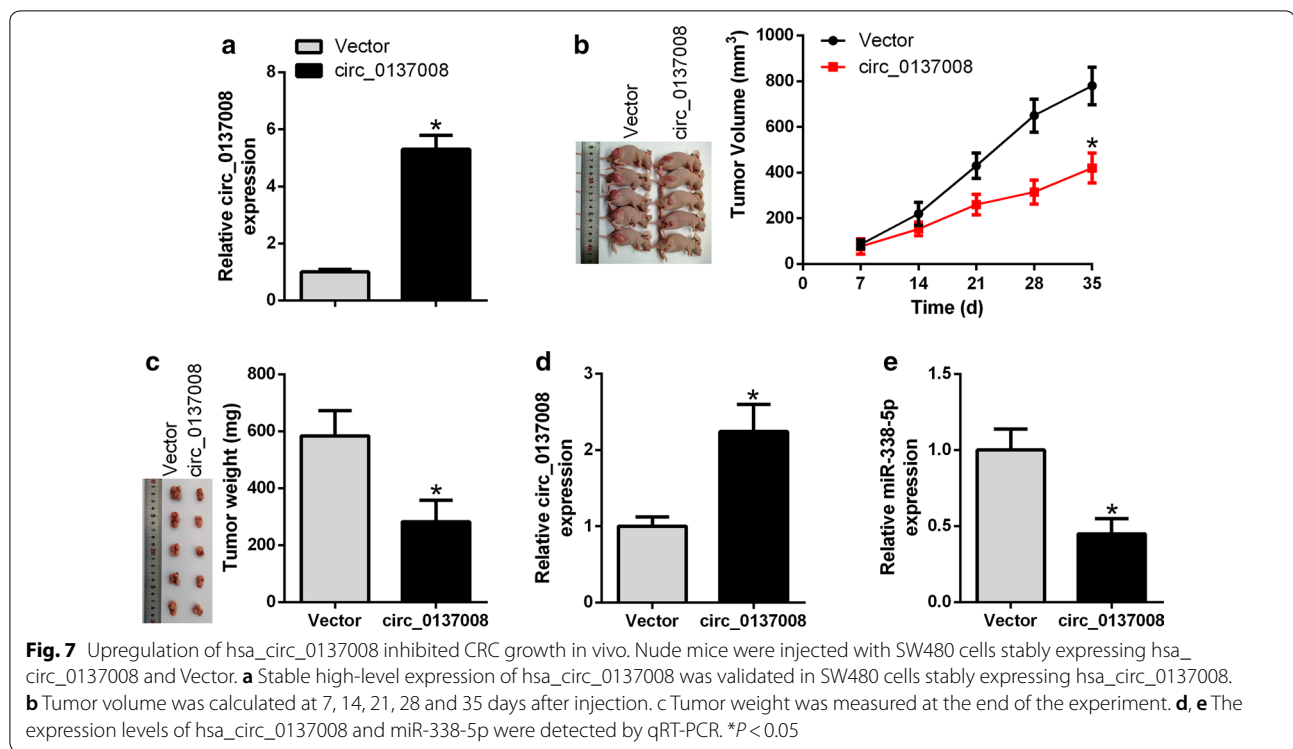 a
Vector
circ_0137008
Relative circ_0137008
expression
8
6
4
2
0
*
b
Vector
circ_0137008
Tumor Volume (mm³)
1000
800
600
400
200
0
Vector
circ_0137008
*
0 7 14 21 28 35
Time (d)
c
Vector
circ_0137008
Tumor weight (mg)
800
600
400
200
0
*
Vector circ_0137008
d
Relative circ_0137008
expression
3
2
1
0
*
Vector circ_0137008
e
Relative miR-338-5p
expression
1.5
1.0
0.5
0.0
*
Vector circ_0137008
Fig. 7 Upregulation of hsa_circ_0137008 inhibited CRC growth in vivo. Nude mice were injected with SW480 cells stably expressing hsa_
circ_0137008 and Vector. a Stable high-level expression of hsa_circ_0137008 was validated in SW480 cells stably expressing hsa_circ_0137008.
b Tumor volume was calculated at 7, 14, 21, 28 and 35 days after injection. c Tumor weight was measured at the end of the experiment. d, e The
expression levels of hsa_circ_0137008 and miR-338-5p were detected by qRT-PCR. *P < 0.05